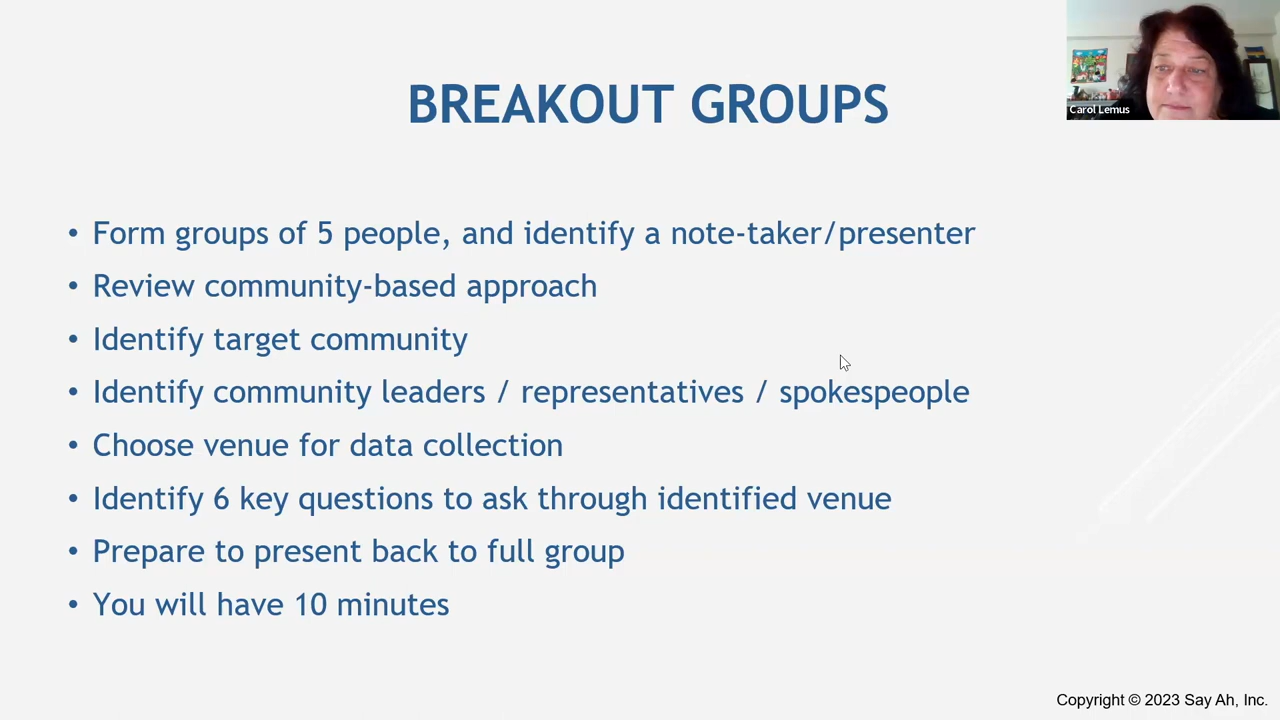 BREAKOUT GROUPS
Carol Lemus
• Form groups of 5 people, and identify a note-taker/presenter
• Review community-based approach
• Identify target community
• Identify community leaders / representatives / spokespeople
• Choose venue for data collection
• Identify 6 key questions to ask through identified venue
• Prepare to present back to full group
• You will have 10 minutes
Copyright © 2023 Say Ah, Inc.